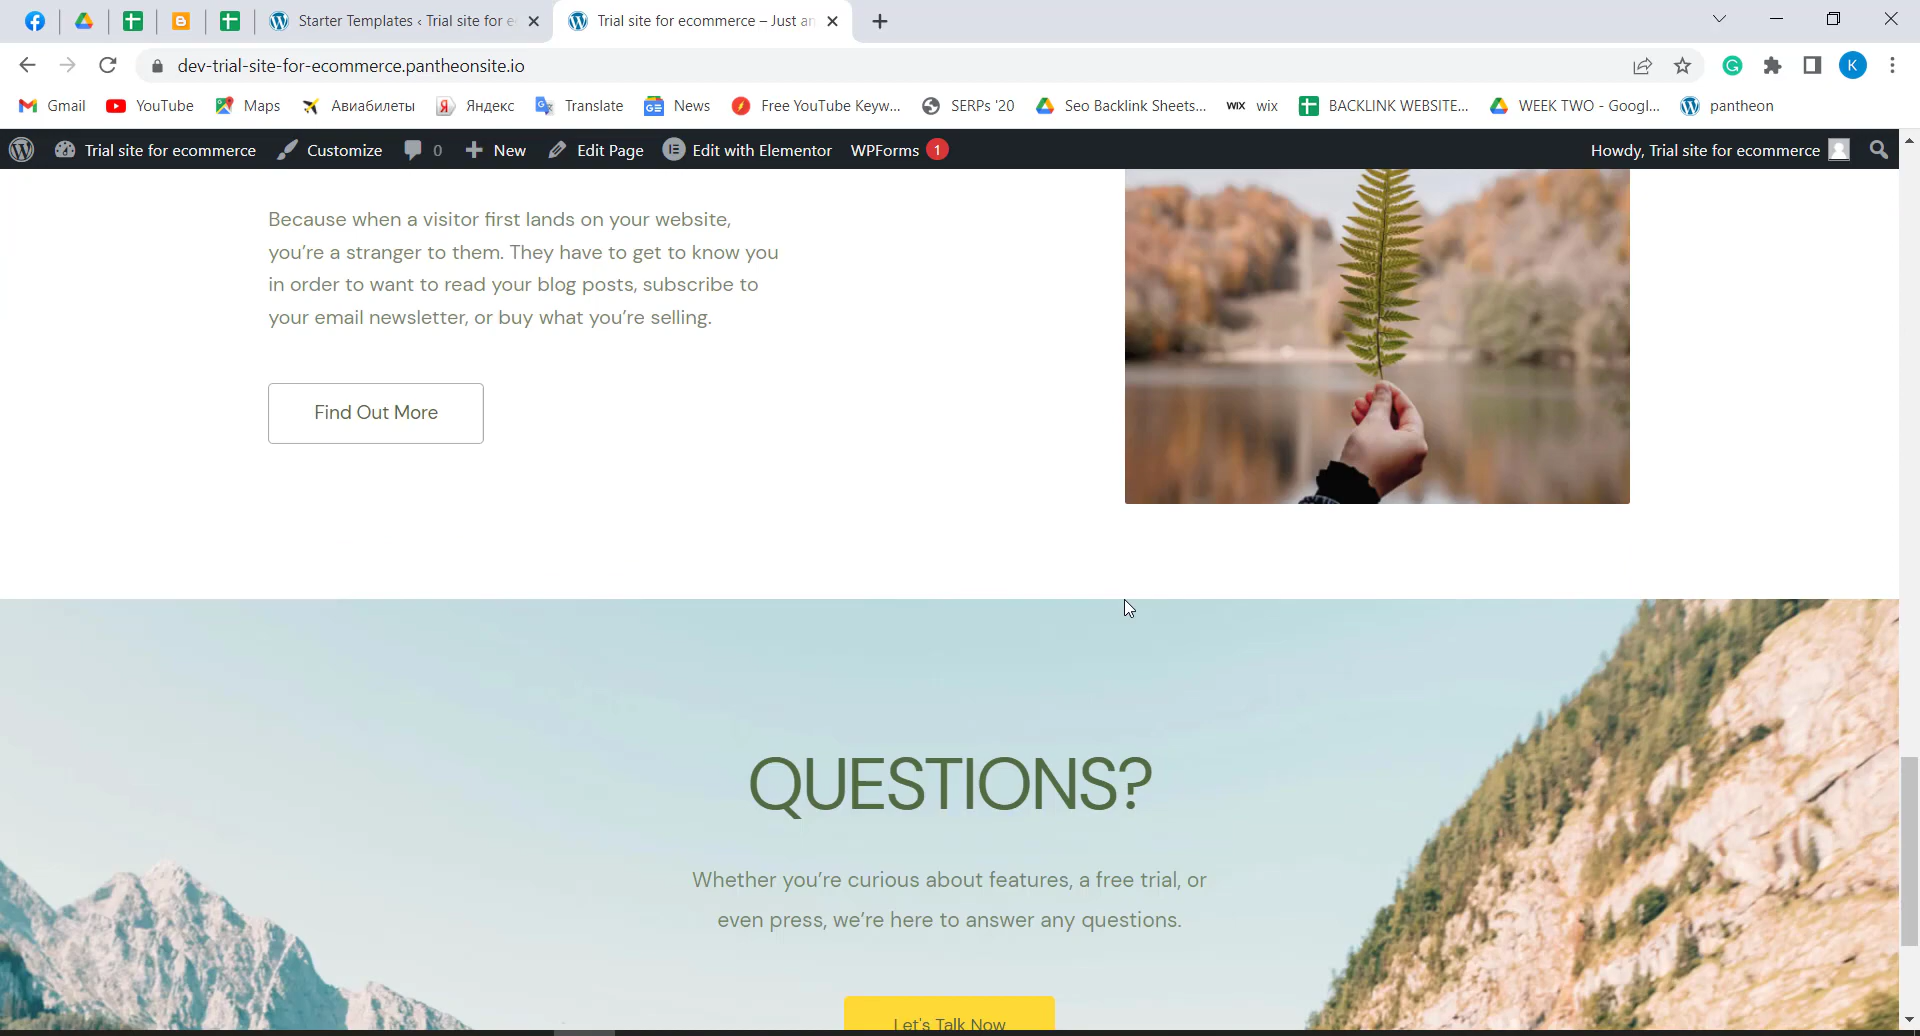 Starter Templates ‹ Trial site for e
Trial site for ecommerce – Just an
dev-trial-site-for-ecommerce.pantheonsite.io
K
Gmail
YouTube
Maps
Авиабилеты
Яндекс
Translate
News
Free YouTube Keyw...
SERPs '20
Seo Backlink Sheets...
WIX wix
BACKLINK WEBSITE...
WEEK TWO - Googl...
pantheon
Trial site for ecommerce
Customize
0
New
Edit Page
Edit with Elementor
WPForms 1
Howdy, Trial site for ecommerce
Because when a visitor first lands on your website,
you’re a stranger to them. They have to get to know you
in order to want to read your blog posts, subscribe to
your email newsletter, or buy what you’re selling.
Find Out More
QUESTIONS?
Whether you’re curious about features, a free trial, or
even press, we’re here to answer any questions.
Let's Talk Now